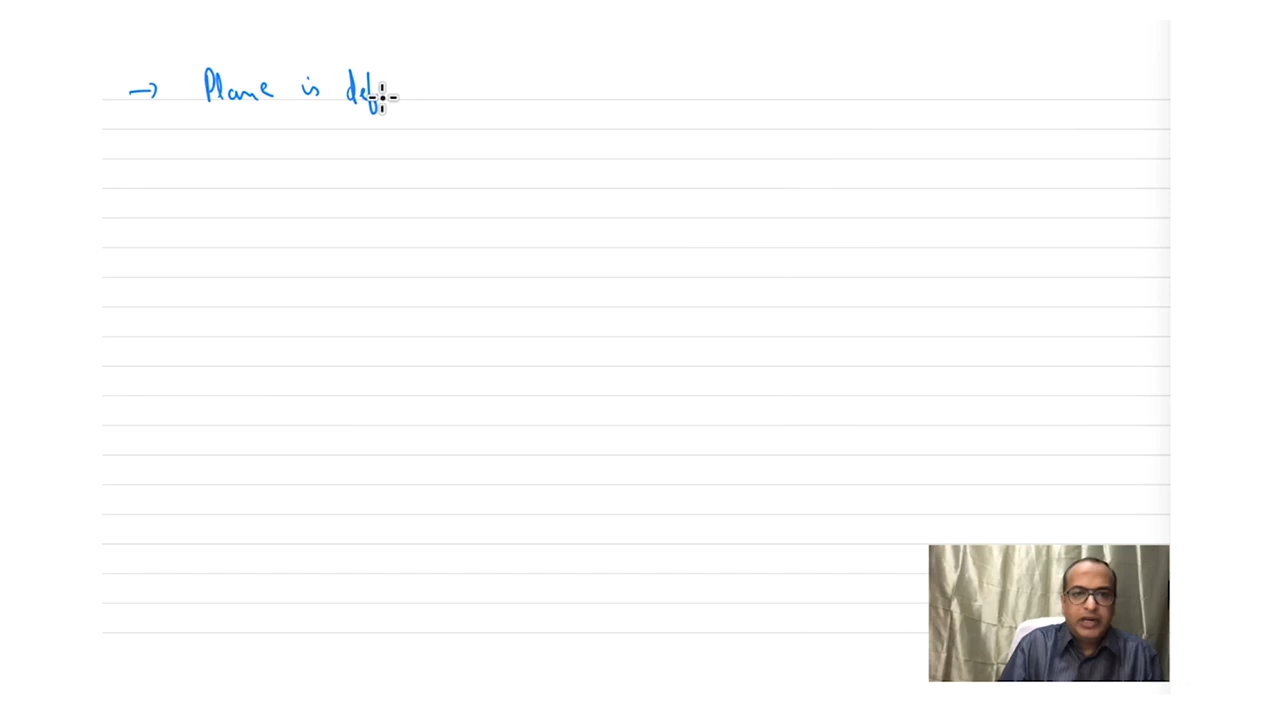 → Plane is def